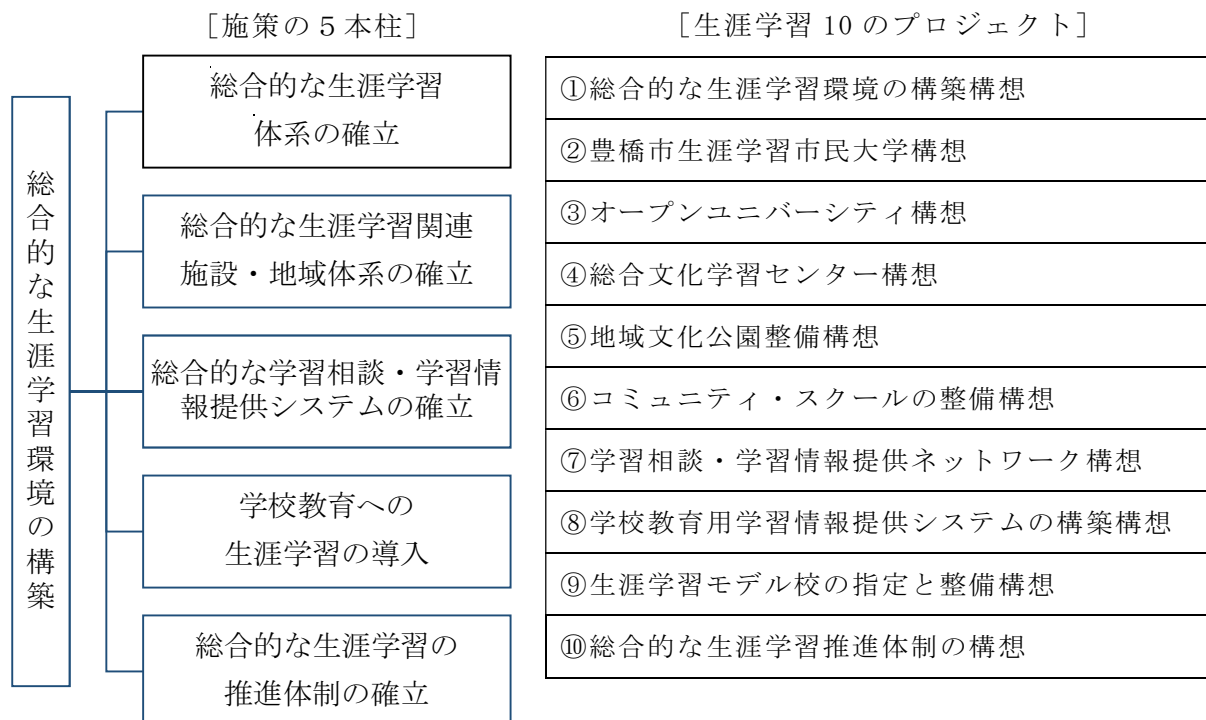 ［施策の５本柱］
総合的な生涯学習環境の構築
総合的な生涯学習
体系の確立
総合的な生涯学習関連
施設・地域体系の確立
総合的な学習相談・学習情
報提供システムの確立
学校教育への
生涯学習の導入
総合的な生涯学習の
推進体制の確立
［生涯学習 10 のプロジェクト］
①総合的な生涯学習環境の構築構想
②豊橋市生涯学習市民大学構想
③オープンユニバーシティ構想
④総合文化学習センター構想
⑤地域文化公園整備構想
⑥コミュニティ・スクールの整備構想
⑦学習相談・学習情報提供ネットワーク構想
⑧学校教育用学習情報提供システムの構築構想
⑨生涯学習モデル校の指定と整備構想
⑩総合的な生涯学習推進体制の構想